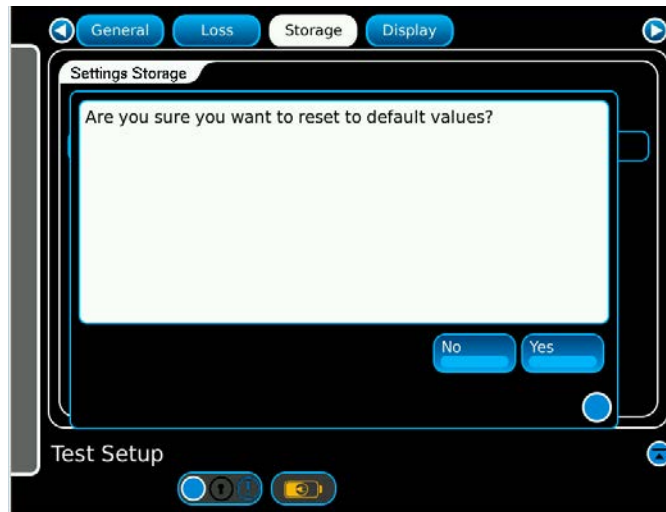 General
Loss
Storage
Display
Settings Storage
Are you sure you want to reset to default values?
No
Yes
Test Setup